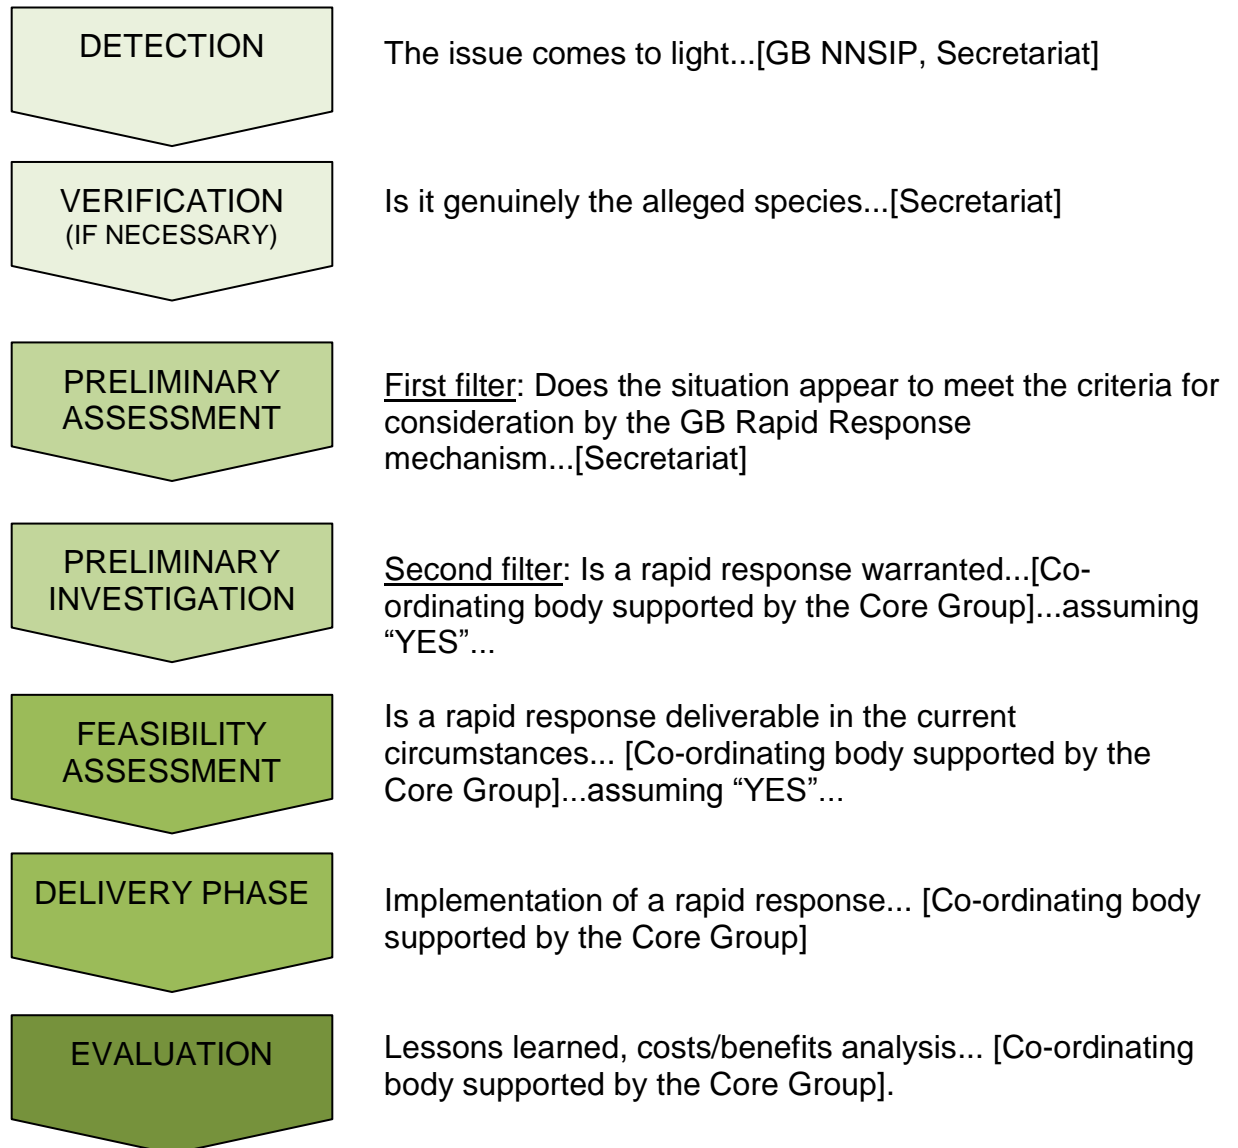 DETECTION
The issue comes to light...[GB NNSIP, Secretariat]
VERIFICATION
(IF NECESSARY)
Is it genuinely the alleged species...[Secretariat]
PRELIMINARY
ASSESSMENT
First filter: Does the situation appear to meet the criteria for
consideration by the GB Rapid Response
mechanism...[Secretariat]
PRELIMINARY
INVESTIGATION
Second filter: Is a rapid response warranted...[Co-
ordinating body supported by the Core Group]...assuming
“YES”...
FEASIBILITY
ASSESSMENT
Is a rapid response deliverable in the current
circumstances... [Co-ordinating body supported by the
Core Group]...assuming “YES”...
DELIVERY PHASE
Implementation of a rapid response... [Co-ordinating body
supported by the Core Group]
EVALUATION
Lessons learned, costs/benefits analysis... [Co-ordinating
body supported by the Core Group].